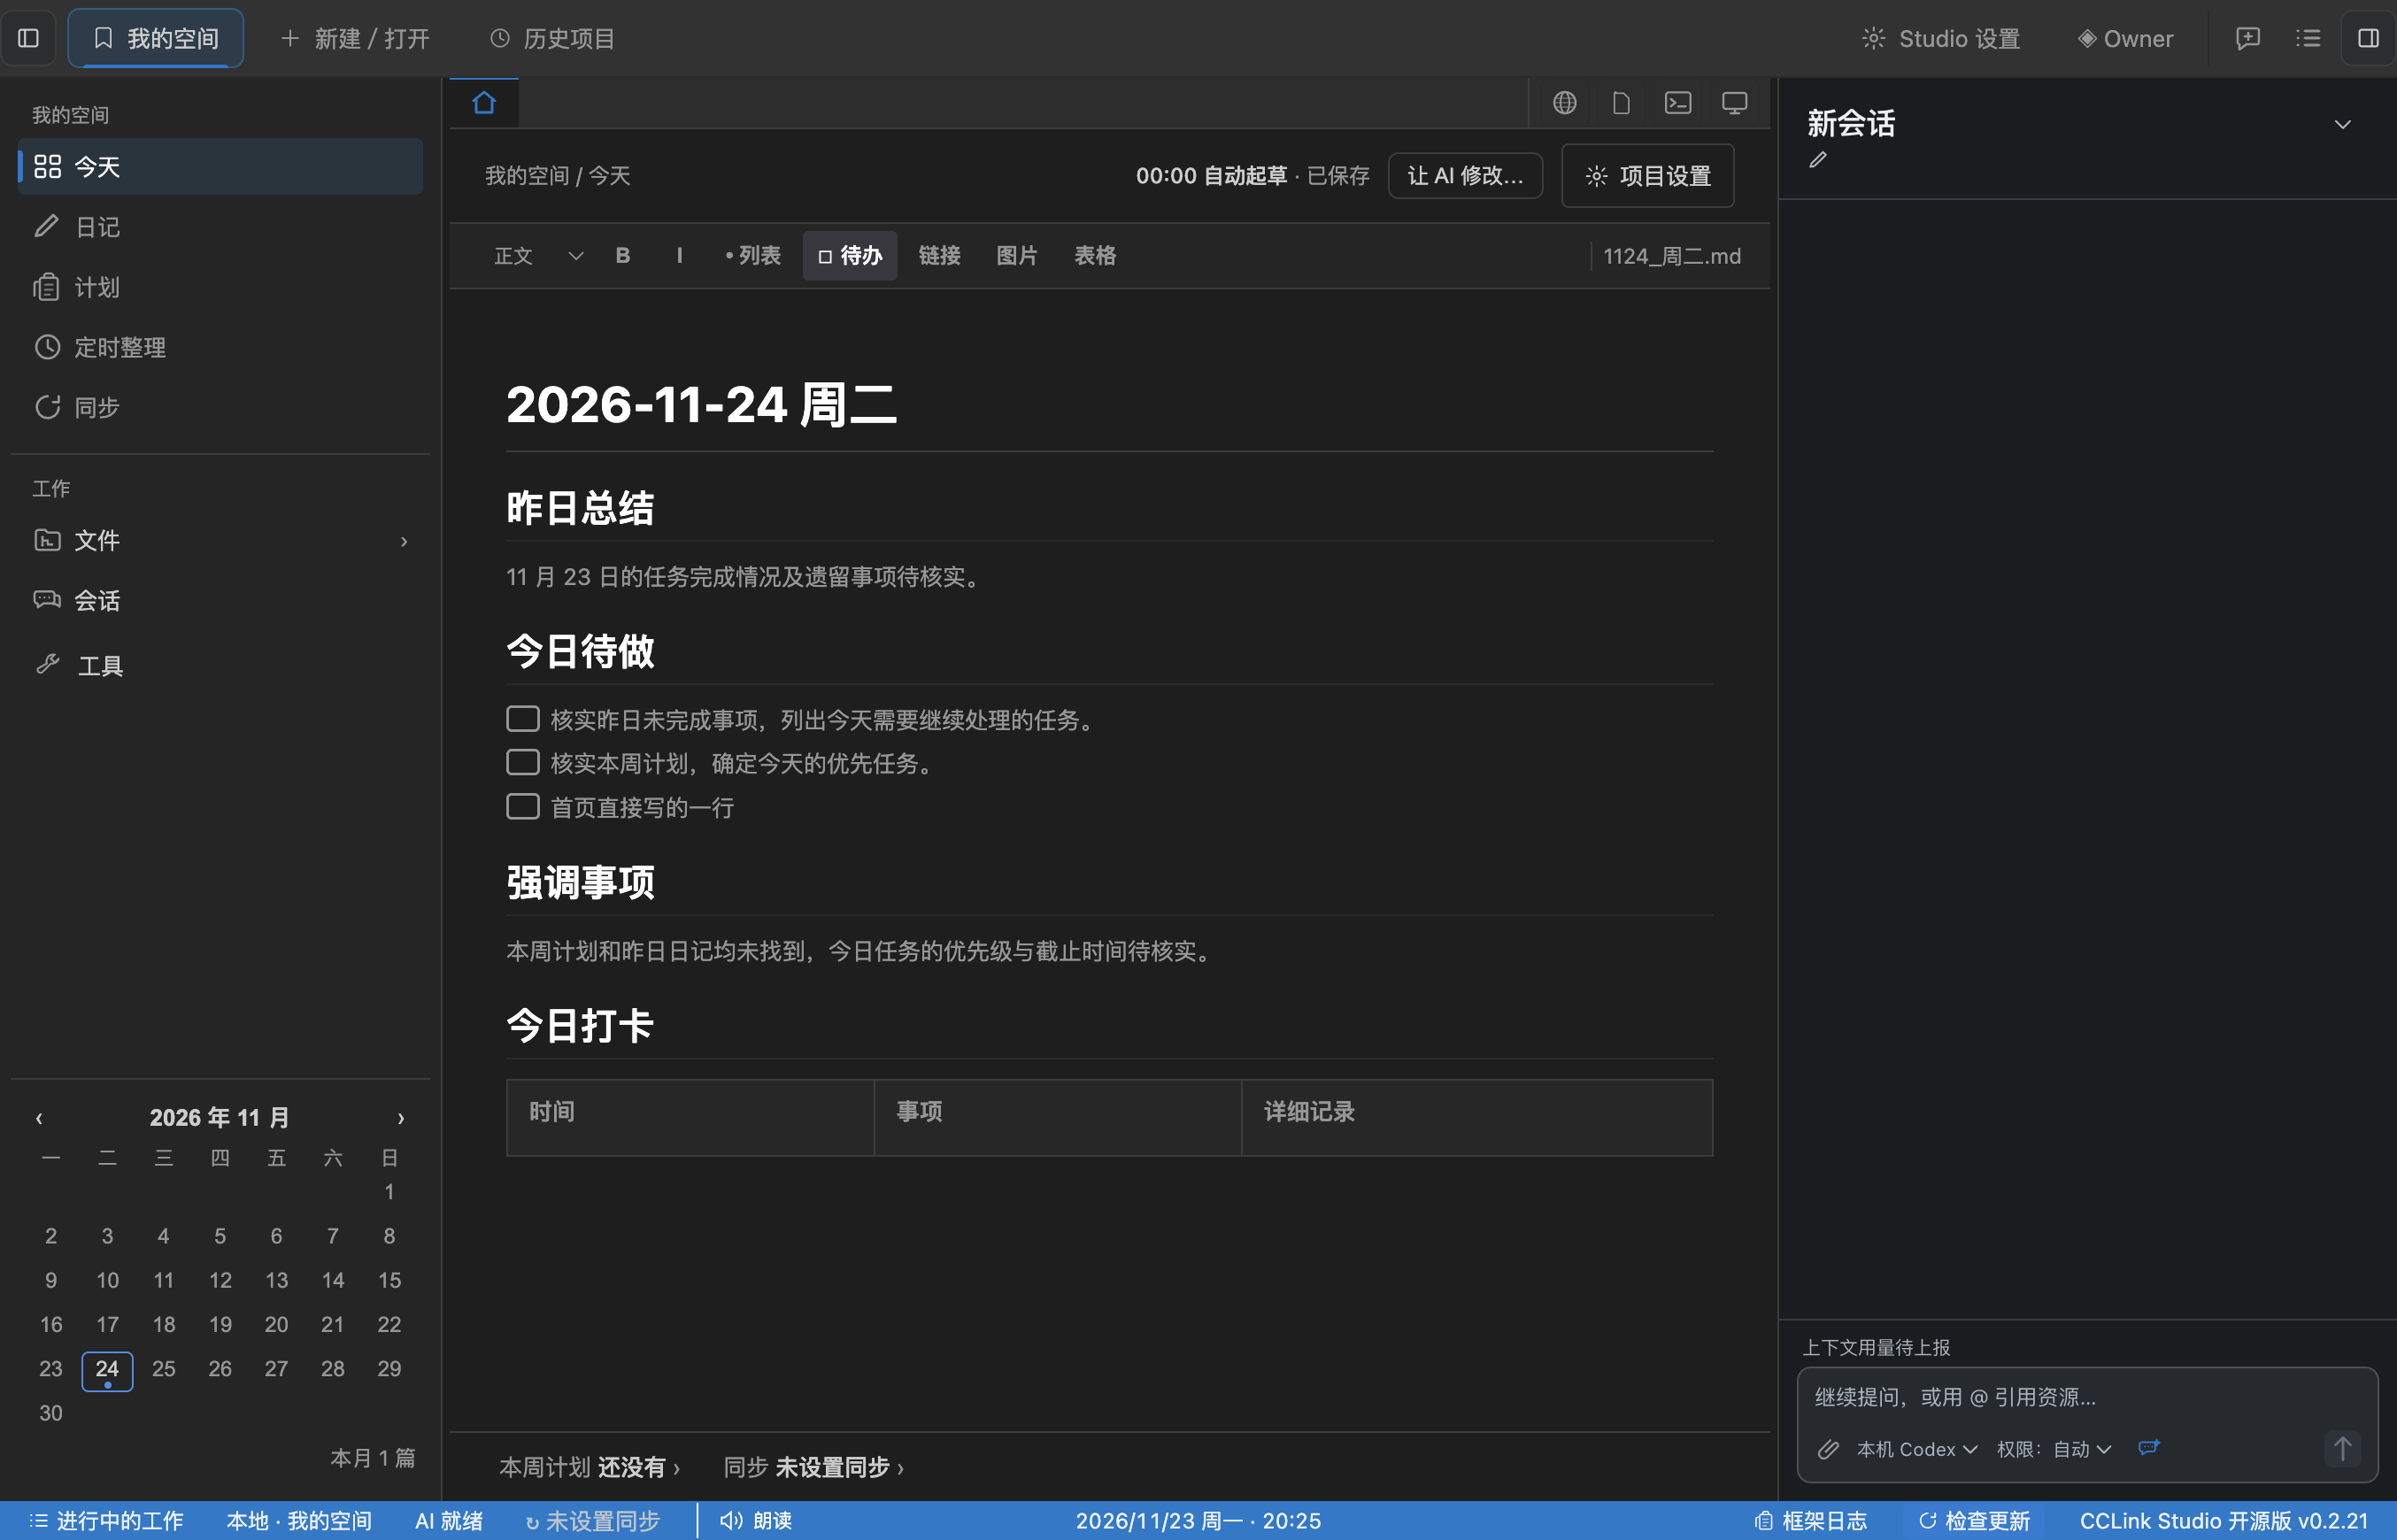 我的空间
新建 / 打开
历史项目
Studio 设置
Owner
我的空间
今天
日记
计划
定时整理
同步
工作
文件
会话
工具
‹ 2026 年 11 月 ›
一 二 三 四 五 六 日
1
2 3 4 5 6 7 8
9 10 11 12 13 14 15
16 17 18 19 20 21 22
23 24 25 26 27 28 29
30
本月 1 篇
我的空间 / 今天
00:00 自动起草 · 已保存
让 AI 修改...
项目设置
正文
B
I
• 列表
待办
链接
图片
表格
1124_周二.md
2026-11-24 周二
昨日总结
11 月 23 日的任务完成情况及遗留事项待核实。
今日待做
核实昨日未完成事项，列出今天需要继续处理的任务。
核实本周计划，确定今天的优先任务。
首页直接写的一行
强调事项
本周计划和昨日日记均未找到，今日任务的优先级与截止时间待核实。
今日打卡
时间 事项 详细记录
本周计划 还没有 ›
同步 未设置同步 ›
新会话
上下文用量待上报
继续提问，或用 @ 引用资源...
本机 Codex
权限：自动
进行中的工作
本地 · 我的空间
AI 就绪
↻ 未设置同步
朗读
2026/11/23 周一 · 20:25
框架日志
检查更新
CCLink Studio 开源版 v0.2.21